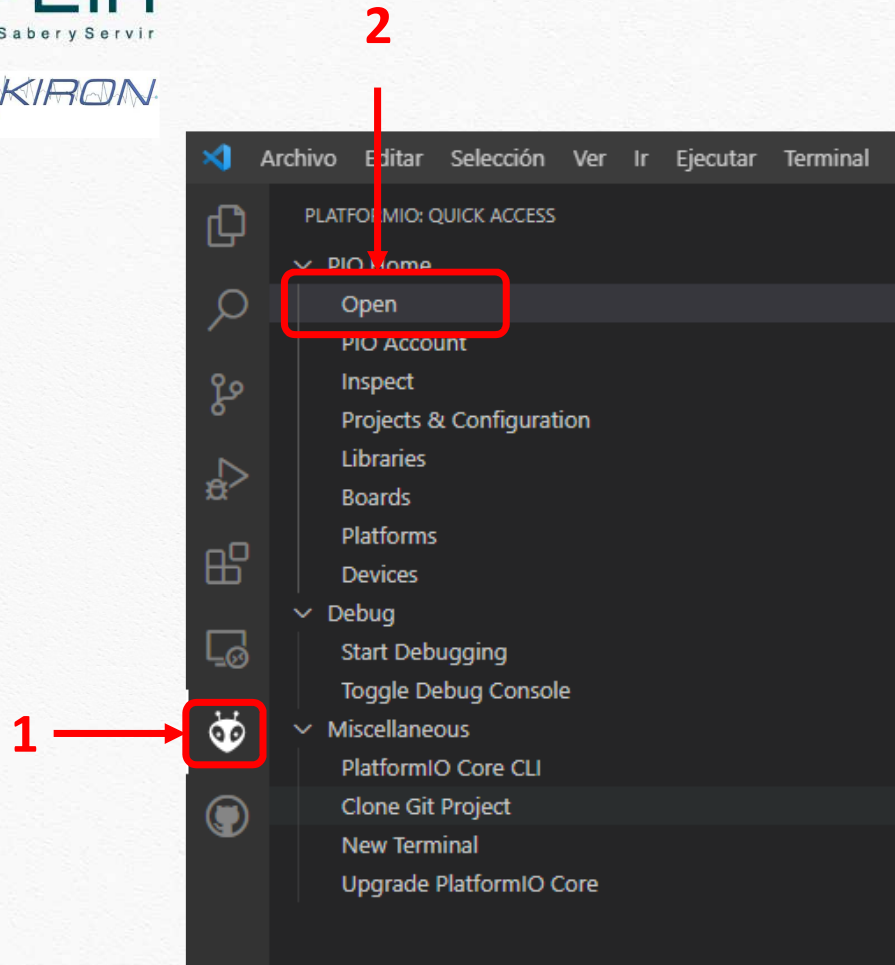 2
Saber y Servir
KIRON
Archivo Editar Selección Ver Ir Ejecutar Terminal
PLATFORMIO: QUICK ACCESS
PIO Home
Open
PIO Account
Inspect
Projects & Configuration
Libraries
Boards
Platforms
Devices
Debug
Start Debugging
Toggle Debug Console
1
Miscellaneous
PlatformIO Core CLI
Clone Git Project
New Terminal
Upgrade PlatformIO Core